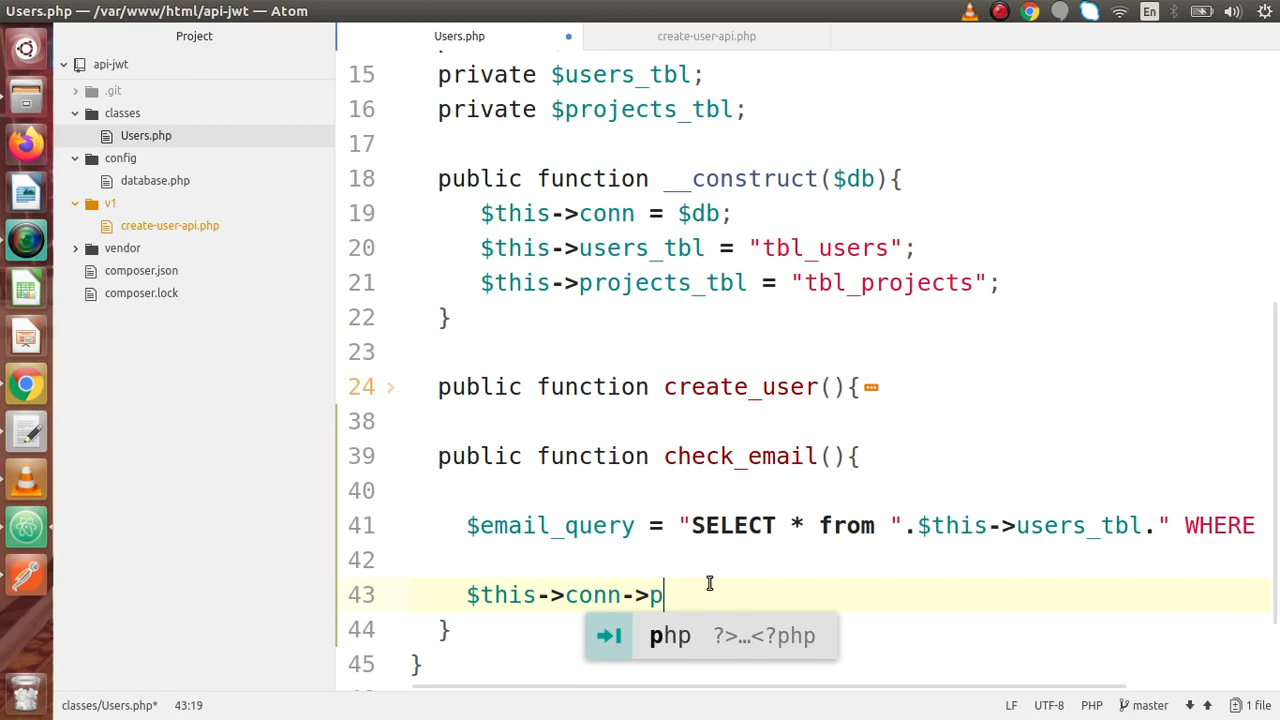 Users.php — /var/www/html/api-jwt — Atom
En
Project
Users.php
create-user-api.php
api-jwt
.git
classes
Users.php
config
database.php
v1
create-user-api.php
vendor
composer.json
composer.lock
15 private $users_tbl;
16 private $projects_tbl;
17
18 public function __construct($db){
19 $this->conn = $db;
20 $this->users_tbl = "tbl_users";
21 $this->projects_tbl = "tbl_projects";
22 }
23
24 public function create_user(){
38
39 public function check_email(){
40
41 $email_query = "SELECT * from ".$this->users_tbl." WHERE
42
43 $this->conn->p
php ?>…<?php
44 }
45 }
classes/Users.php* 43:19
LF UTF-8 PHP master 1 file